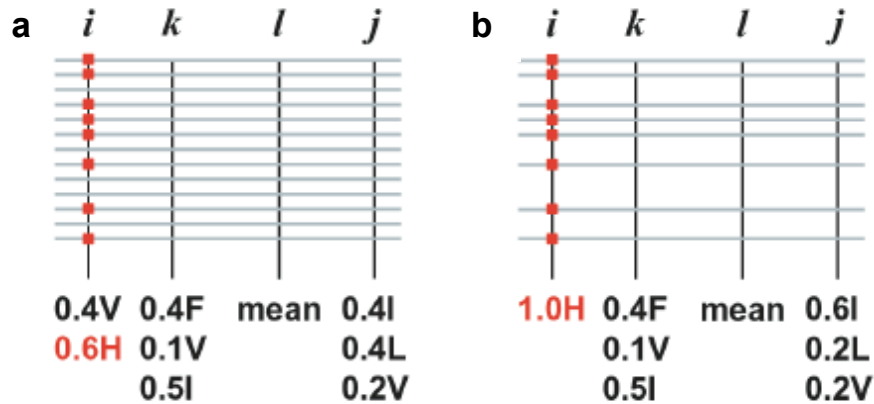 a i k l j b i k l j
0.4V 0.4F mean 0.4I 1.0H 0.4F mean 0.6I
0.6H 0.1V 0.4L 0.1V 0.2L
0.5I 0.2V 0.5I 0.2V